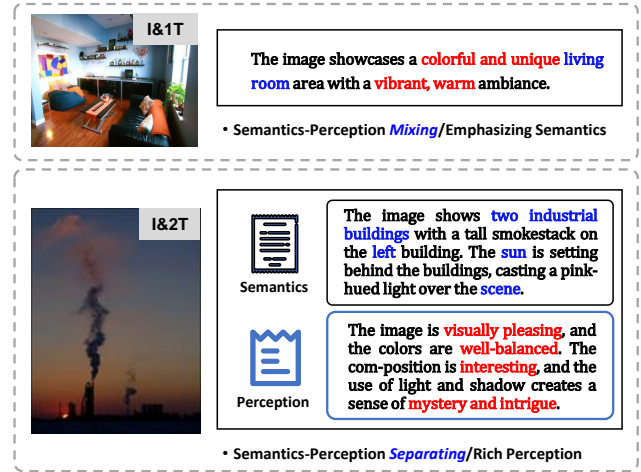 I&1T
The image showcases a colorful and unique living
room area with a vibrant, warm ambiance.
• Semantics-Perception Mixing/Emphasizing Semantics
I&2T
Semantics
The image shows two industrial
buildings with a tall smokestack on
the left building. The sun is setting
behind the buildings, casting a pink-
hued light over the scene.
Perception
The image is visually pleasing, and
the colors are well-balanced. The
com-position is interesting, and the
use of light and shadow creates a
sense of mystery and intrigue.
• Semantics-Perception Separating/Rich Perception